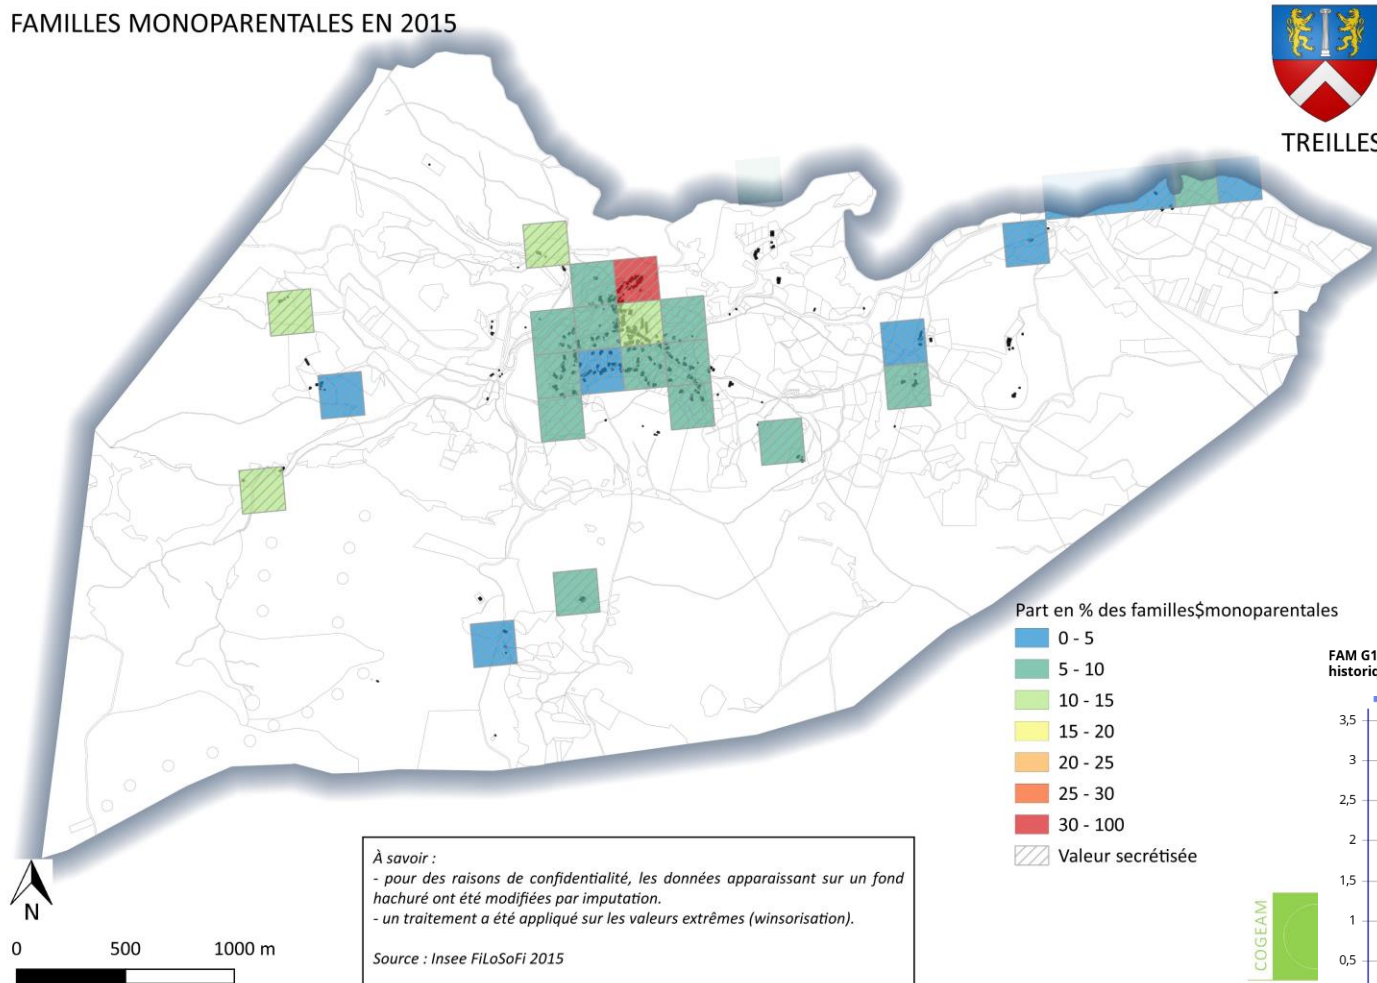 FAMILLES MONOPARENTALES EN 2015
TREILLES
Part en % des familles$monoparentales
0 - 5
5 - 10
10 - 15
15 - 20
20 - 25
25 - 30
30 - 100
Valeur secrétisée
FAM G1
historiq
3,5
3
2,5
2
1,5
1
0,5
COGEAM
À savoir :
- pour des raisons de confidentialité, les données apparaissant sur un fond
hachuré ont été modifiées par imputation.
- un traitement a été appliqué sur les valeurs extrêmes (winsorisation).
Source : Insee FiLoSoFi 2015
N
0 500 1000 m